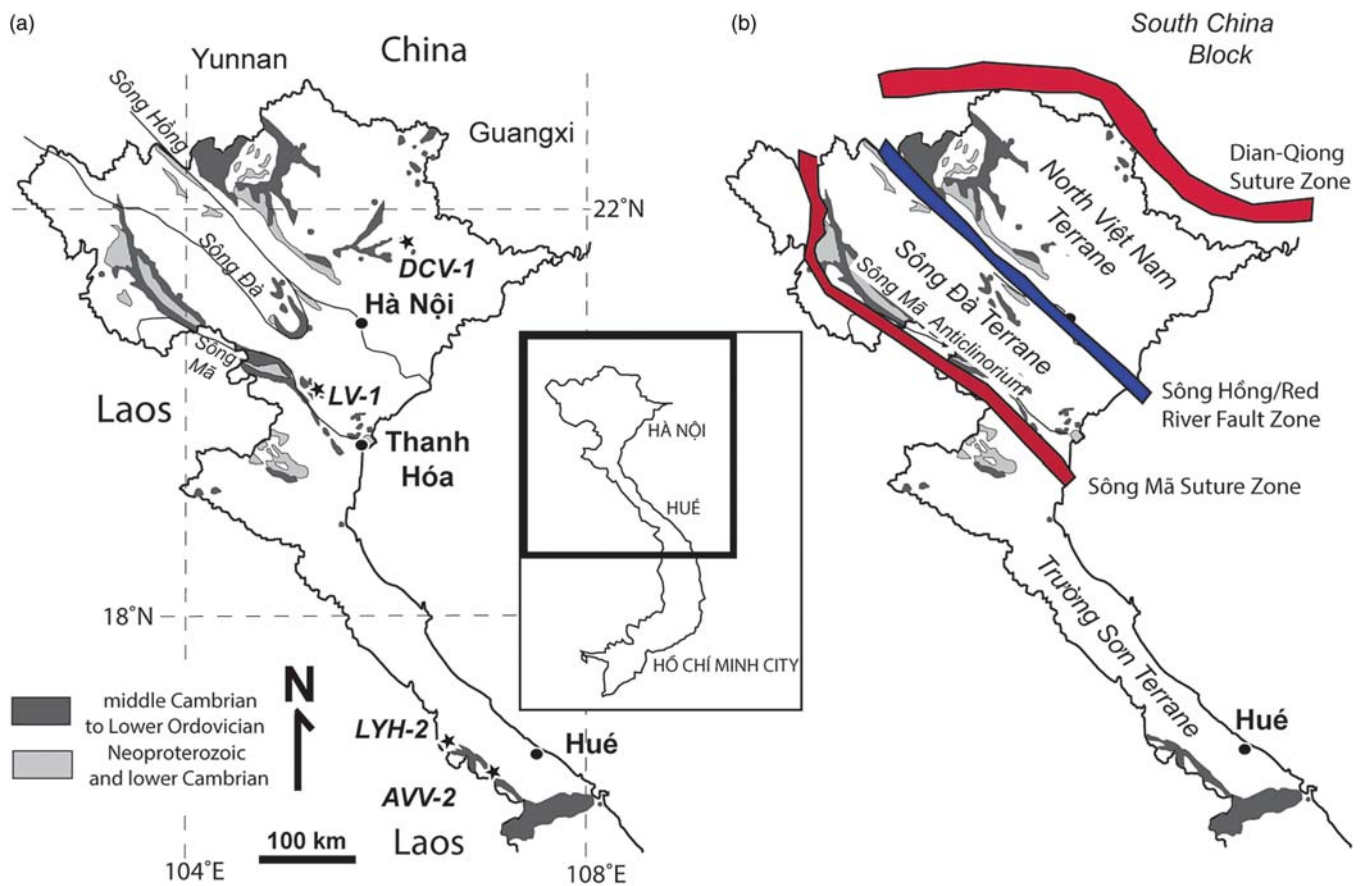 (a)
Yunnan
China
Sông Hồng
Guangxi
22°N
Sông Đà
DCV-1
Hà Nội
Sông
Mã
LV-1
Laos
Thanh
Hóa
18°N
N
middle Cambrian
to Lower Ordovician
Neoproterozoic
and lower Cambrian
LYH-2
Hué
AVV-2
Laos
100 km
104°E
108°E
HÀ NỘI
HUÉ
HỒ CHÍ MINH CITY
(b)
South China
Block
Dian-Qiong
Suture Zone
North Việt Nam
Terrane
Sông Đà Terrane
Sông Mã Anticlinorium
Sông Hồng/Red
River Fault Zone
Sông Mã Suture Zone
Trường Sơn Terrane
Hué